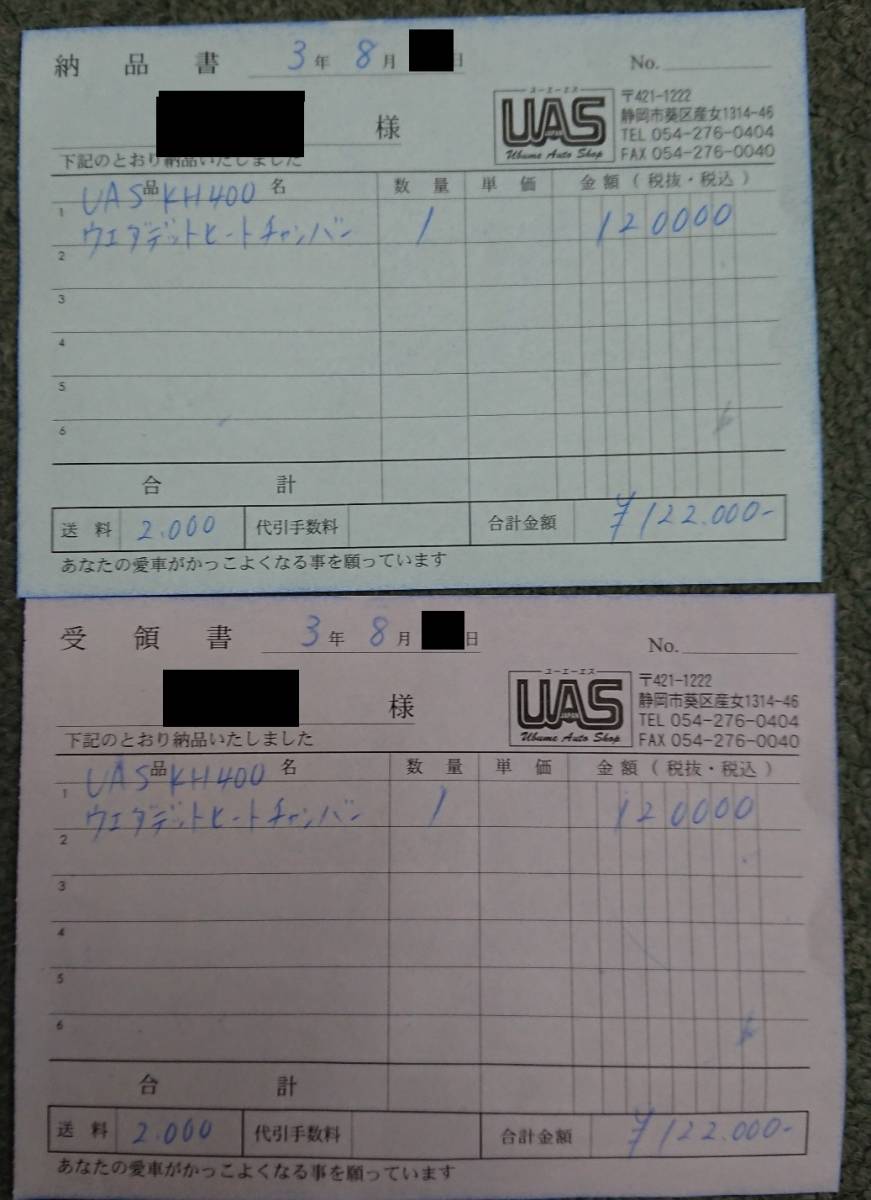 納品書 3年 8月 日 No.
〒421-1222
ユーエーエス
静岡市葵区産女1314-46
UAS
JAPAN
様
TEL 054-276-0404
Ubume Auto Shop
FAX 054-276-0040
下記のとおり納品いたしました
品名 数量 単価 金額(税抜・税込)
UAS KH400
1 ウエダデットヒートチャンバー 1 120000
2
3
4
5
6
合計
送料 2.000 代引手数料 合計金額 ¥122.000-
あなたの愛車がかっこよくなる事を願っています
受領書 3年 8月 日 No.
ユーエーエス
〒421-1222
静岡市葵区産女1314-46
UAS
JAPAN
様
TEL 054-276-0404
Ubume Auto Shop
FAX 054-276-0040
下記のとおり納品いたしました
品名 数量 単価 金額(税抜・税込)
UAS KH400
1 ウエダデットヒートチャンバー 1 120000
2
3
4
5
6
合計
送料 2.000 代引手数料 合計金額 ¥122.000-
あなたの愛車がかっこよくなる事を願っています